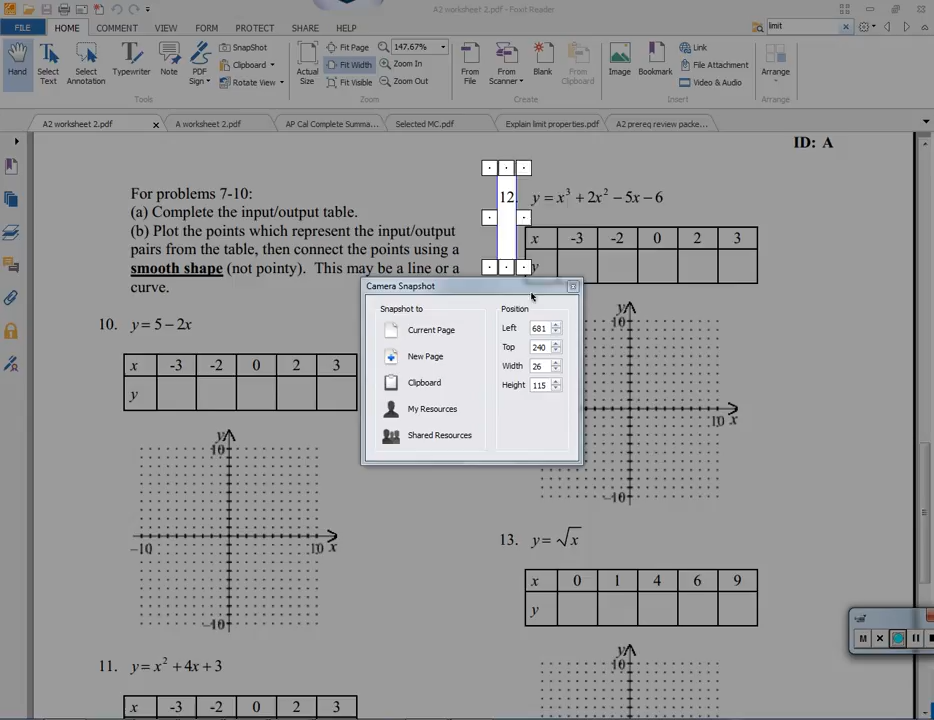 A2 worksheet 2.pdf - Foxit Reader
FILE HOME COMMENT VIEW FORM PROTECT SHARE HELP
limit
Hand
Select Text
Select Annotation
Typewriter
Note
PDF Sign
SnapShot
Clipboard
Rotate View
Tools
Actual Size
Fit Page
Fit Width
Fit Visible
147.67%
Zoom In
Zoom Out
Zoom
From File
From Scanner
Blank
From Clipboard
Create
Image
Bookmark
Link
File Attachment
Video & Audio
Insert
Arrange
Arrange
A2 worksheet 2.pdf
A worksheet 2.pdf
AP Cal Complete Summa...
Selected MC.pdf
Explain limit properties.pdf
A2 prereq review packe...
ID: A
For problems 7-10:
(a) Complete the input/output table.
(b) Plot the points which represent the input/output
pairs from the table, then connect the points using a
smooth shape (not pointy). This may be a line or a
curve.
10. y = 5 − 2x
x -3 -2 0 2 3
y
y
10
-10 10 x
-10
11. y = x² + 4x + 3
x -3 -2 0 2 3
12. y = x³ + 2x² − 5x − 6
x -3 -2 0 2 3
y
y
10
10 x
-10
13. y = √x
x 0 1 4 6 9
y
y
10
Camera Snapshot
Snapshot to
Current Page
New Page
Clipboard
My Resources
Shared Resources
Position
Left 681
Top 240
Width 26
Height 115
M